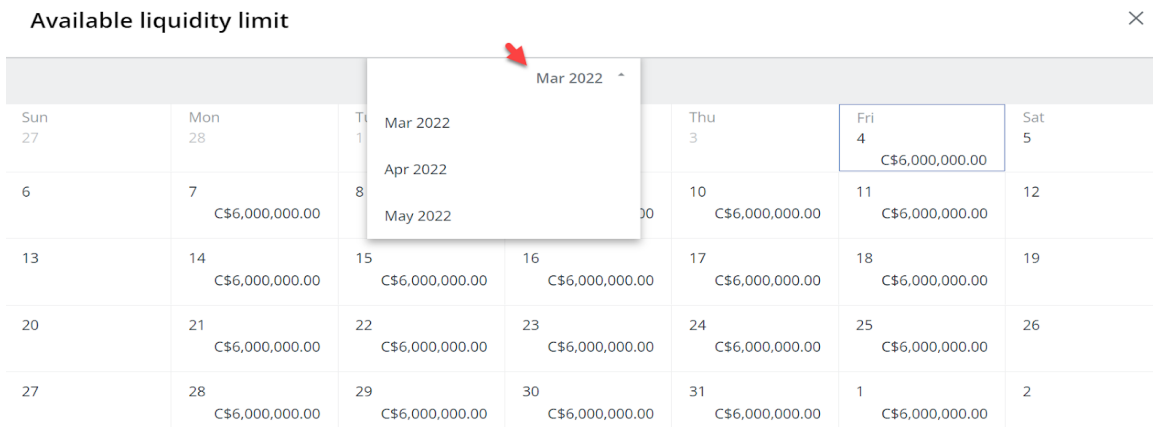 Available liquidity limit
Mar 2022
Mar 2022
Apr 2022
May 2022
Sun Mon Thu Fri Sat
27 28 1 3 4 5
C$6,000,000.00
6 7 8 10 11 12
C$6,000,000.00 C$6,000,000.00 C$6,000,000.00
13 14 15 16 17 18 19
C$6,000,000.00 C$6,000,000.00 C$6,000,000.00 C$6,000,000.00 C$6,000,000.00
20 21 22 23 24 25 26
C$6,000,000.00 C$6,000,000.00 C$6,000,000.00 C$6,000,000.00 C$6,000,000.00
27 28 29 30 31 1 2
C$6,000,000.00 C$6,000,000.00 C$6,000,000.00 C$6,000,000.00 C$6,000,000.00